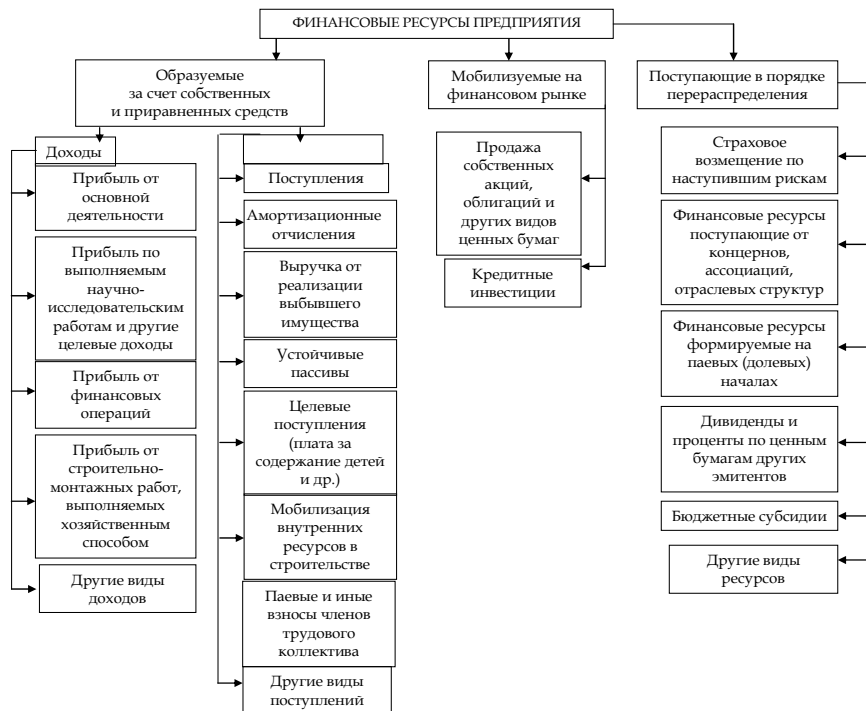 ФИНАНСОВЫЕ РЕСУРСЫ ПРЕДПРИЯТИЯ
Образуемые
за счет собственных
и приравненных средств
Доходы
Прибыль от
основной
деятельности
Прибыль по
выполняемым
научно-
исследовательским
работам и другие
целевые доходы
Прибыль от
финансовых
операций
Прибыль от
строительно-
монтажных работ,
выполняемых
хозяйственным
способом
Другие виды
доходов
Поступления
Амортизационные
отчисления
Выручка от
реализации
выбывшего
имущества
Устойчивые
пассивы
Целевые
поступления
(плата за
содержание детей
и др.)
Мобилизация
внутренних
ресурсов в
строительстве
Паевые и иные
взносы членов
трудового
коллектива
Другие виды
поступлений
Мобилизуемые на
финансовом рынке
Продажа
собственных
акций,
облигаций и
других видов
ценных бумаг
Кредитные
инвестиции
Поступающие в порядке
перераспределения
Страховое
возмещение по
наступившим рискам
Финансовые ресурсы
поступающие от
концернов,
ассоциаций,
отраслевых структур
Финансовые ресурсы
формируемые на
паевых (долевых)
началах
Дивиденды и
проценты по ценным
бумагам других
эмитентов
Бюджетные субсидии
Другие виды
ресурсов